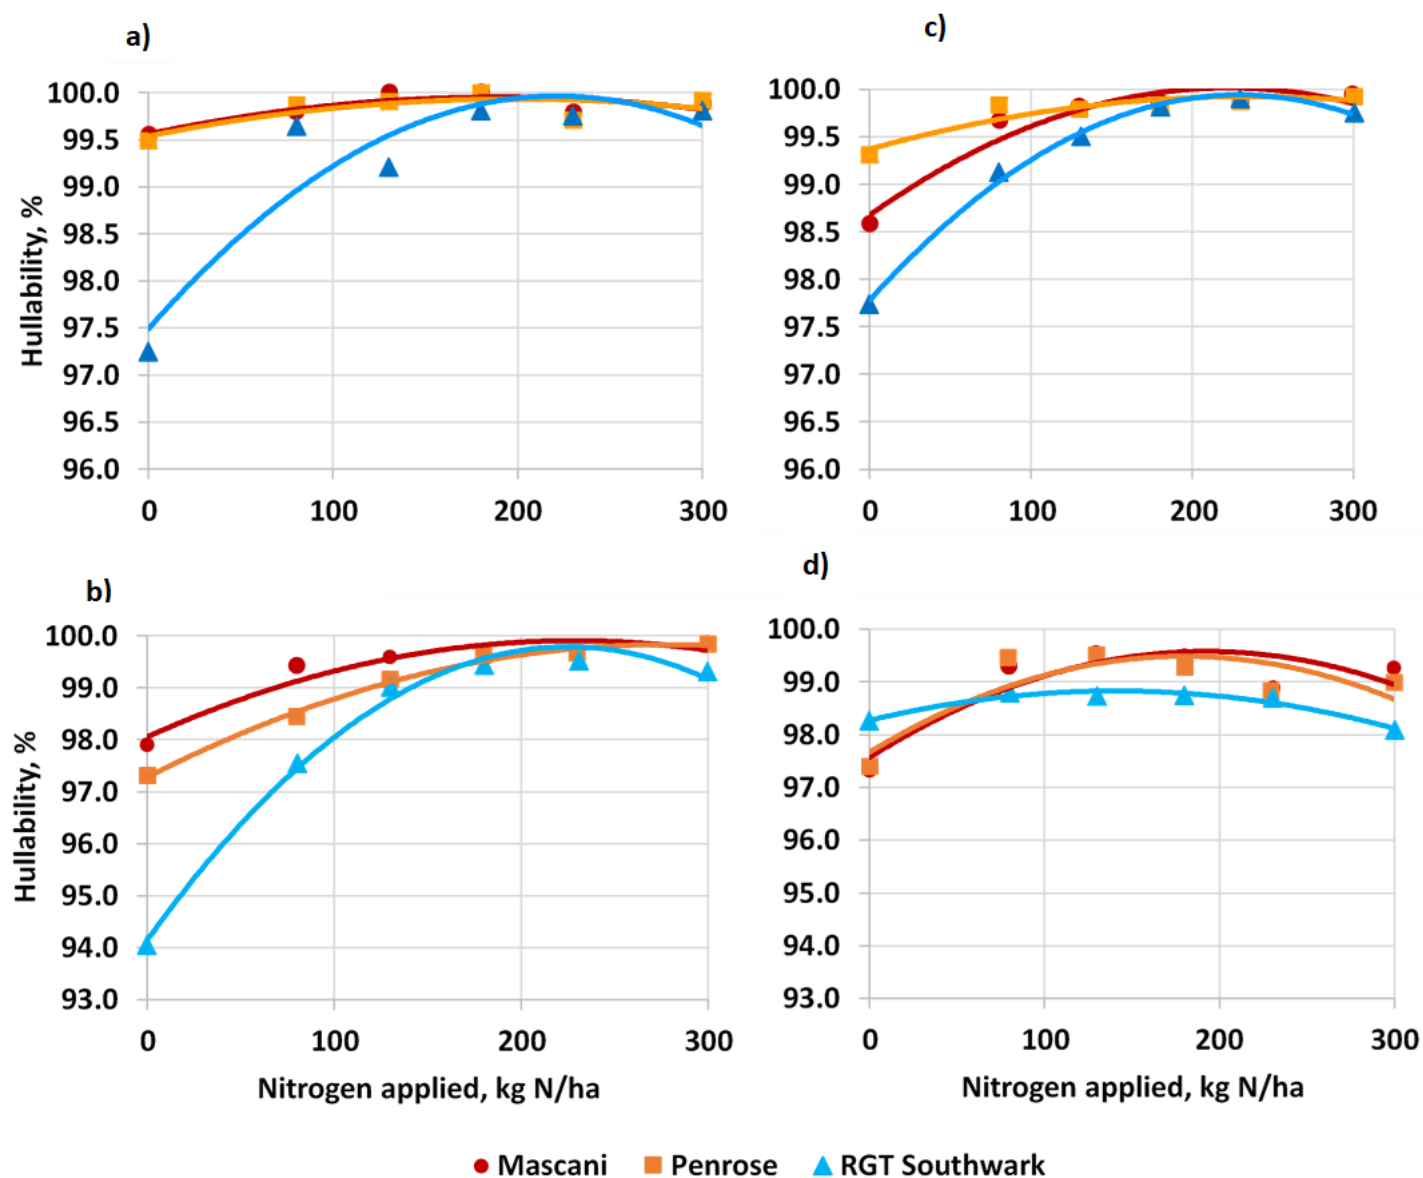 a)
Hullability, %
100.0
99.5
99.0
98.5
98.0
97.5
97.0
96.5
96.0
0 100 200 300
c)
100.0
99.5
99.0
98.5
98.0
97.5
97.0
96.5
96.0
0 100 200 300
b)
Hullability, %
100.0
99.0
98.0
97.0
96.0
95.0
94.0
93.0
0 100 200 300
Nitrogen applied, kg N/ha
d)
100.0
99.0
98.0
97.0
96.0
95.0
94.0
93.0
0 100 200 300
Nitrogen applied, kg N/ha
Mascani Penrose RGT Southwark